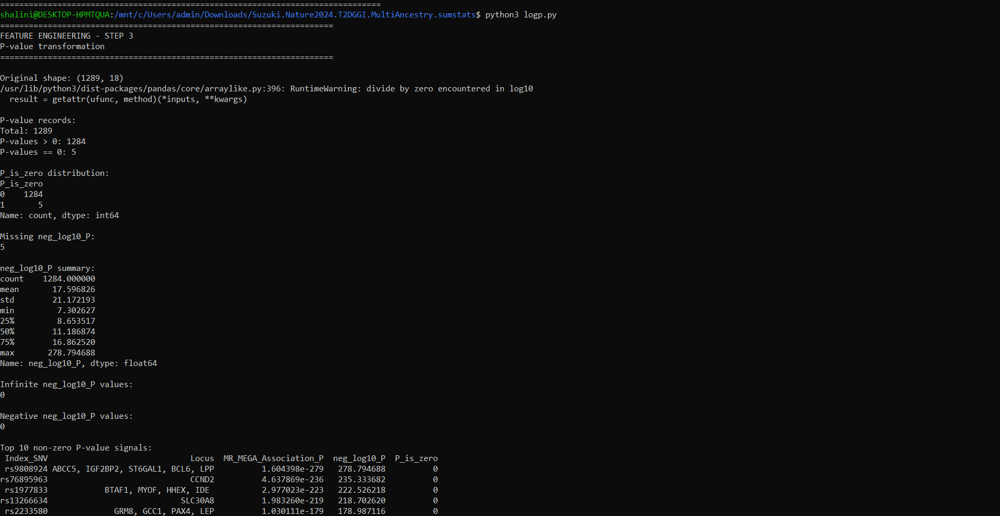 ================================================================================
shalini@DESKTOP-HPMTQUA:/mnt/c/Users/admin/Downloads/Suzuki.Nature2024.T2DGGI.MultiAncestry.sumstats$ python3 logp.py
======================================================================
FEATURE ENGINEERING - STEP 3
P-value transformation
======================================================================
Original shape: (1289, 18)
/usr/lib/python3/dist-packages/pandas/core/arraylike.py:396: RuntimeWarning: divide by zero encountered in log10
  result = getattr(ufunc, method)(*inputs, **kwargs)
P-value records:
Total: 1289
P-values > 0: 1284
P-values == 0: 5
P_is_zero distribution:
P_is_zero
0    1284
1       5
Name: count, dtype: int64
Missing neg_log10_P:
5
neg_log10_P summary:
count    1284.000000
mean       17.596826
std        21.172193
min         7.302627
25%         8.653517
50%        11.186874
75%        16.862520
max       278.794688
Name: neg_log10_P, dtype: float64
Infinite neg_log10_P values:
0
Negative neg_log10_P values:
0
Top 10 non-zero P-value signals:
 Index_SNV                              Locus  MR_MEGA_Association_P  neg_log10_P  P_is_zero
 rs9808924 ABCC5, IGF2BP2, ST6GAL1, BCL6, LPP          1.604398e-279   278.794688          0
rs76895963                              CCND2          4.637869e-236   235.333682          0
 rs1977833            BTAF1, MYOF, HHEX, IDE           2.977023e-223   222.526218          0
rs13266634                            SLC30A8          1.983260e-219   218.702620          0
 rs2233580              GRM8, GCC1, PAX4, LEP          1.030111e-179   178.987116          0